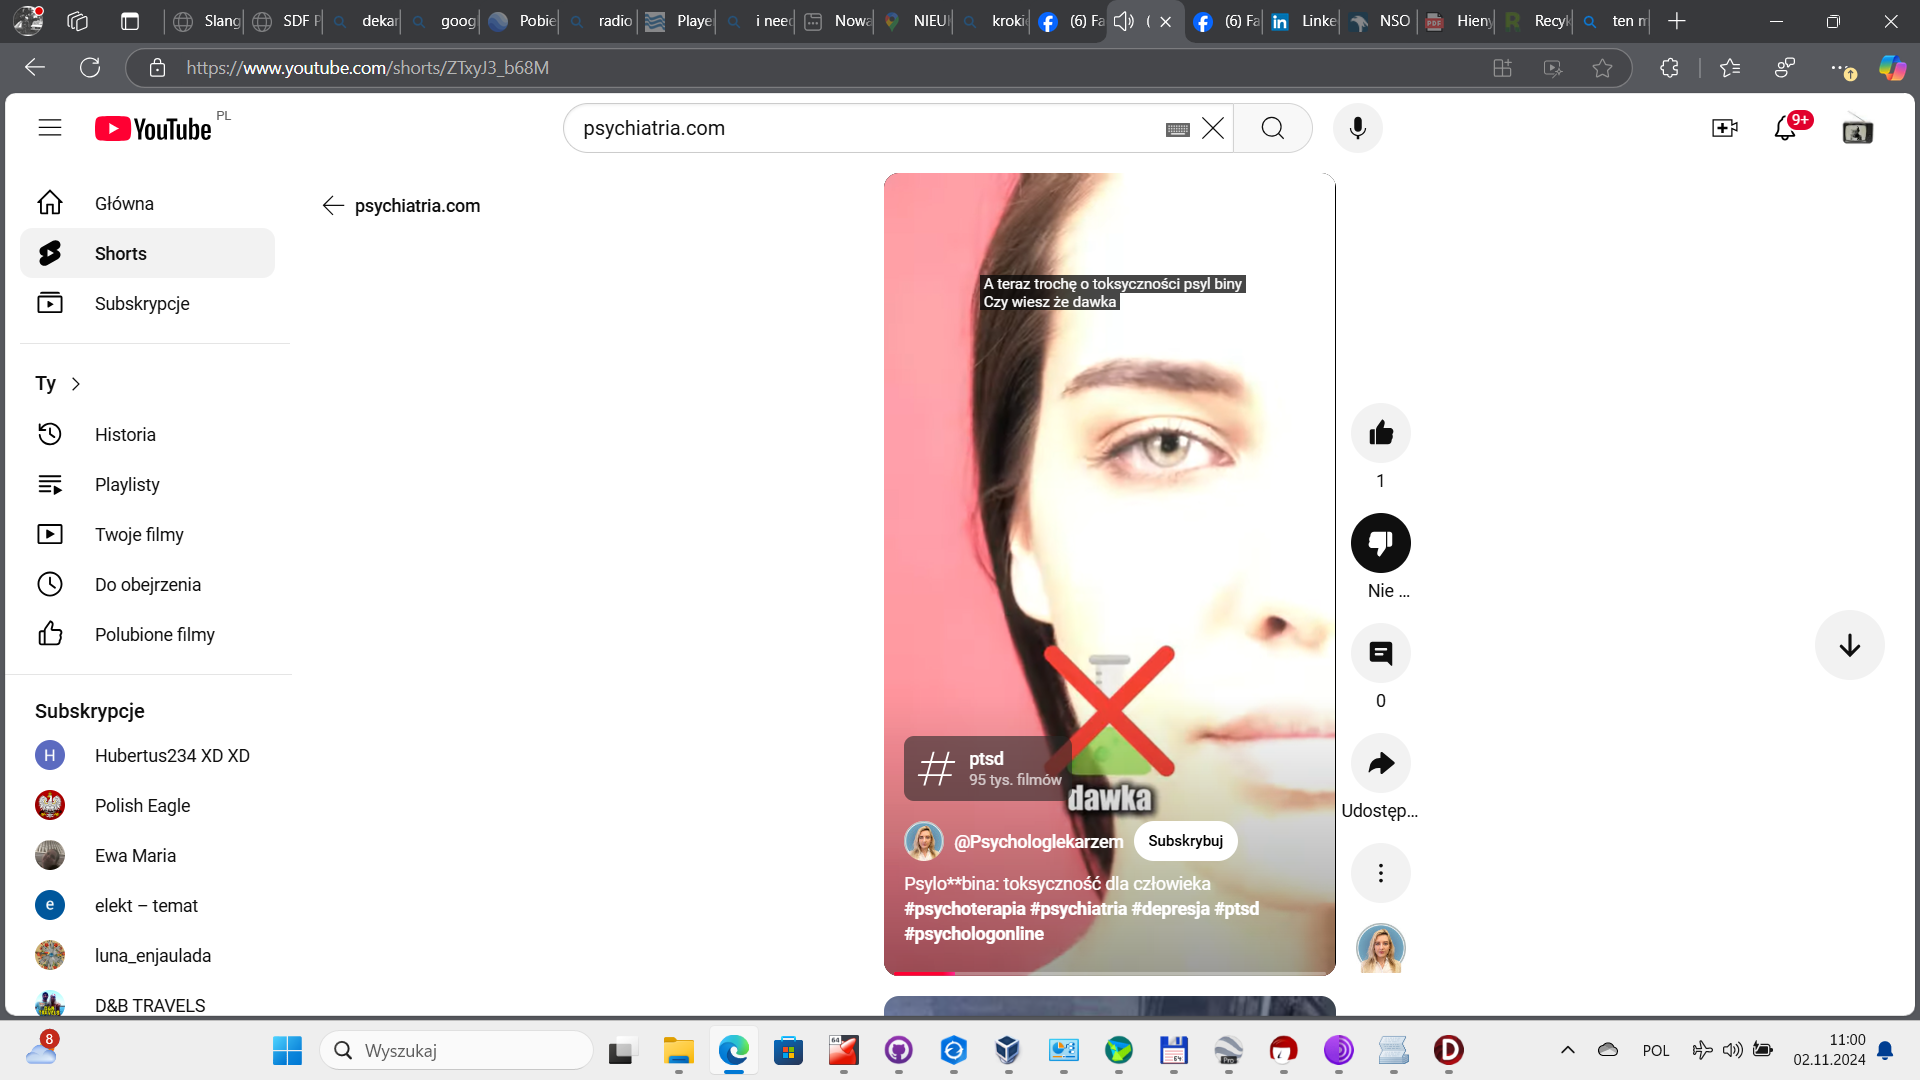 Slang
SDF P
dekar
goog
Pobie
radio
Playe
i need
Nowa
NIEU
kroki
(6) Fa
(
(6) Fa
Linke
NSO
Hieny
Recyk
ten m
https://www.youtube.com/shorts/ZTxyJ3_b68M
YouTube PL
psychiatria.com
9+
Główna
Shorts
Subskrypcje
Ty
Historia
Playlisty
Twoje filmy
Do obejrzenia
Polubione filmy
Subskrypcje
H Hubertus234 XD XD
Polish Eagle
Ewa Maria
e elekt – temat
luna_enjaulada
D&B TRAVELS
psychiatria.com
A teraz trochę o toksyczności psyl biny
Czy wiesz że dawka
ptsd
95 tys. filmów
dawka
@Psychologlekarzem Subskrybuj
Psylo**bina: toksyczność dla człowieka
#psychoterapia #psychiatria #depresja #ptsd
#psychologonline
1
Nie ...
0
Udostęp...
8
Wyszukaj
64
Pro
POL
11:00
02.11.2024